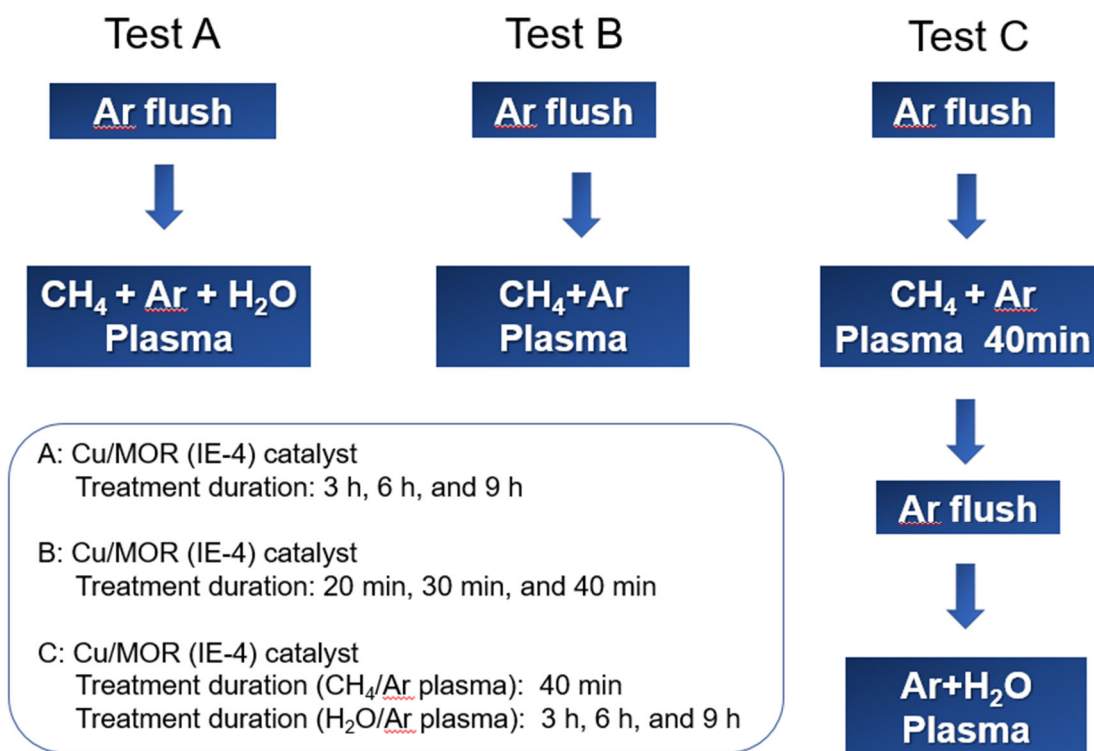 Test A
Ar flush
CH₄ + Ar + H₂O
Plasma
Test B
Ar flush
CH₄+Ar
Plasma
Test C
Ar flush
CH₄ + Ar
Plasma 40min
Ar flush
Ar+H₂O
Plasma
A: Cu/MOR (IE-4) catalyst
Treatment duration: 3 h, 6 h, and 9 h
B: Cu/MOR (IE-4) catalyst
Treatment duration: 20 min, 30 min, and 40 min
C: Cu/MOR (IE-4) catalyst
Treatment duration (CH₄/Ar plasma): 40 min
Treatment duration (H₂O/Ar plasma): 3 h, 6 h, and 9 h